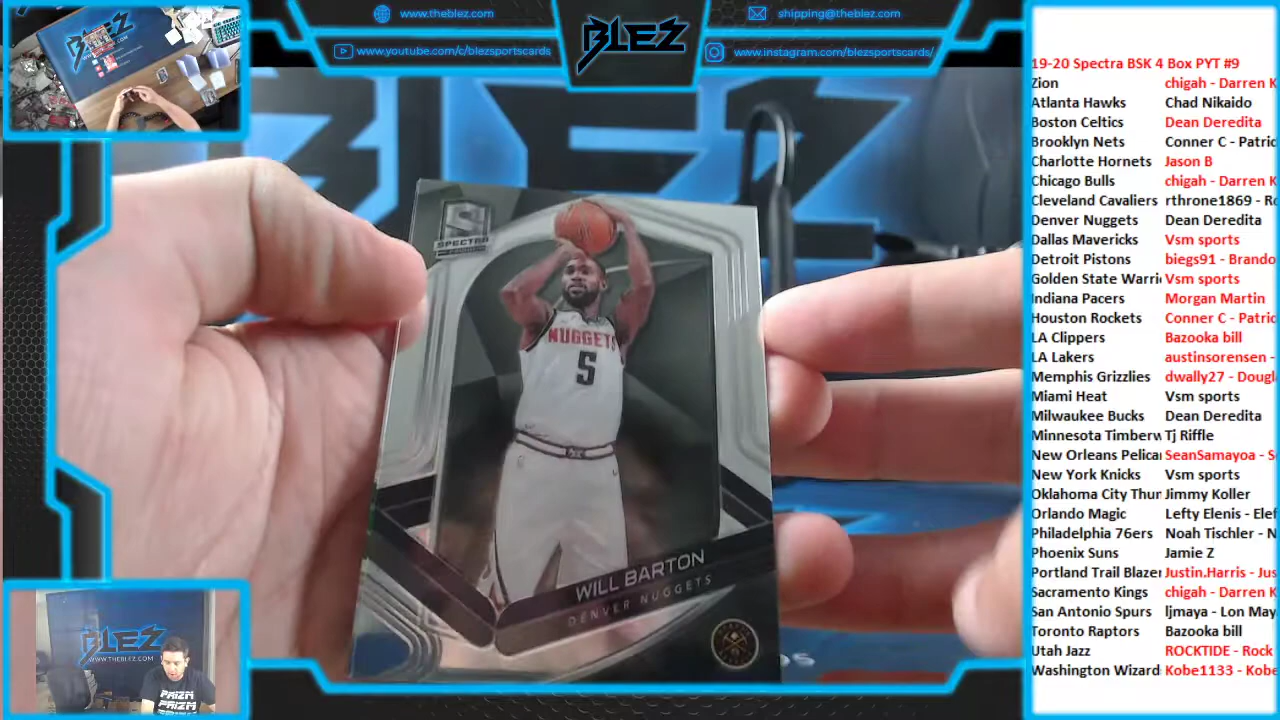 www.theblez.com
shipping@theblez.com
www.youtube.com/c/blezsportscards
www.instagram.com/blezsportscards/
BLEZ
19-20 Spectra BSK 4 Box PYT #9
Zion chigah - Darren K
Atlanta Hawks Chad Nikaido
Boston Celtics Dean Deredita
Brooklyn Nets Conner C - Patric
Charlotte Hornets Jason B
Chicago Bulls chigah - Darren K
Cleveland Cavaliers rthrone1869 - Ro
Denver Nuggets Dean Deredita
Dallas Mavericks Vsm sports
Detroit Pistons biegs91 - Brando
Golden State Warri Vsm sports
Indiana Pacers Morgan Martin
Houston Rockets Conner C - Patric
LA Clippers Bazooka bill
LA Lakers austinsorensen -
Memphis Grizzlies dwally27 - Dougl
Miami Heat Vsm sports
Milwaukee Bucks Dean Deredita
Minnesota Timberw Tj Riffle
New Orleans Pelica SeanSamayoa - S
New York Knicks Vsm sports
Oklahoma City Thun Jimmy Koller
Orlando Magic Lefty Elenis - Elef
Philadelphia 76ers Noah Tischler - N
Phoenix Suns Jamie Z
Portland Trail Blazer Justin.Harris - Jus
Sacramento Kings chigah - Darren K
San Antonio Spurs ljmaya - Lon May
Toronto Raptors Bazooka bill
Utah Jazz ROCKTIDE - Rock
Washington Wizard Kobe1133 - Kobe
S
SPECTRA
NUGGETS
5
WILL BARTON
DENVER NUGGETS
BLEZ
BLEZ
WWW.THEBLEZ.COM
PRIZM
PRIZM